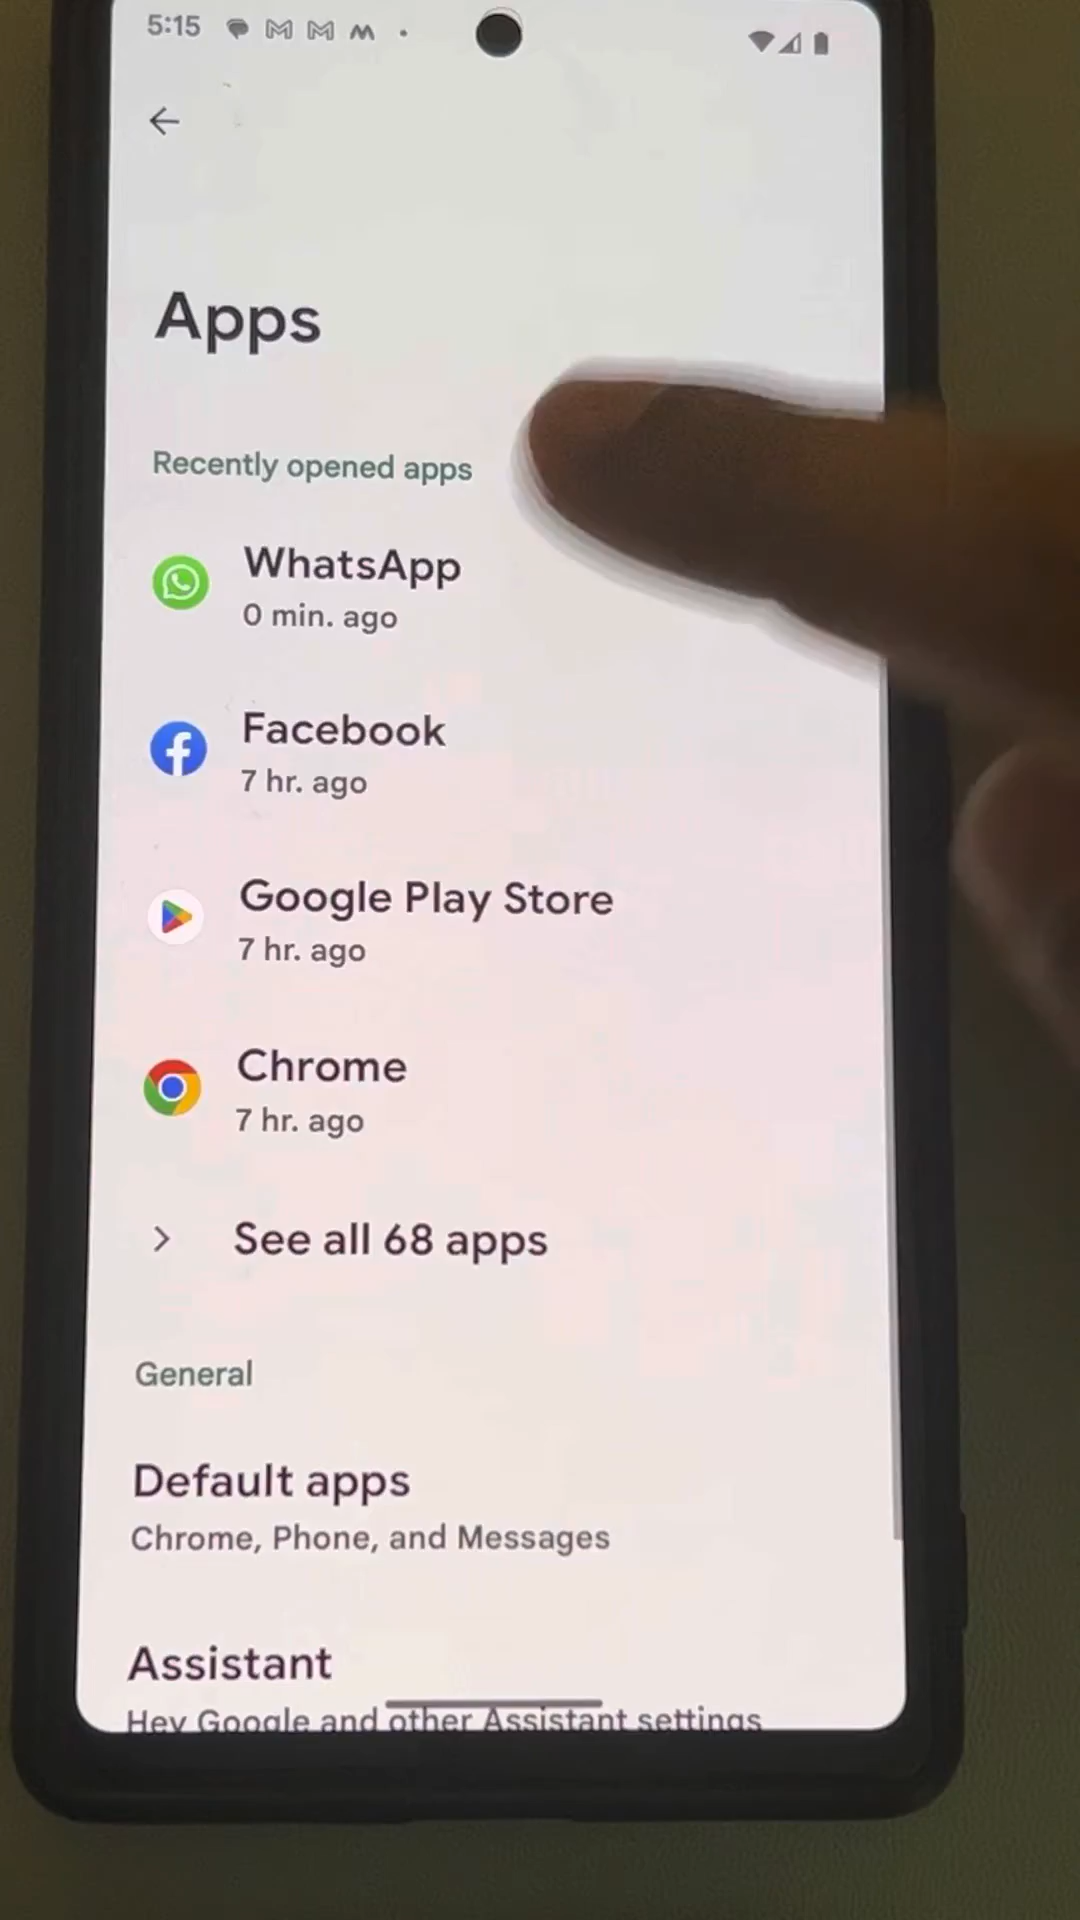 5:15
Apps
Recently opened apps
WhatsApp
0 min. ago
Facebook
7 hr. ago
Google Play Store
7 hr. ago
Chrome
7 hr. ago
See all 68 apps
General
Default apps
Chrome, Phone, and Messages
Assistant
Hey Google and other Assistant settings